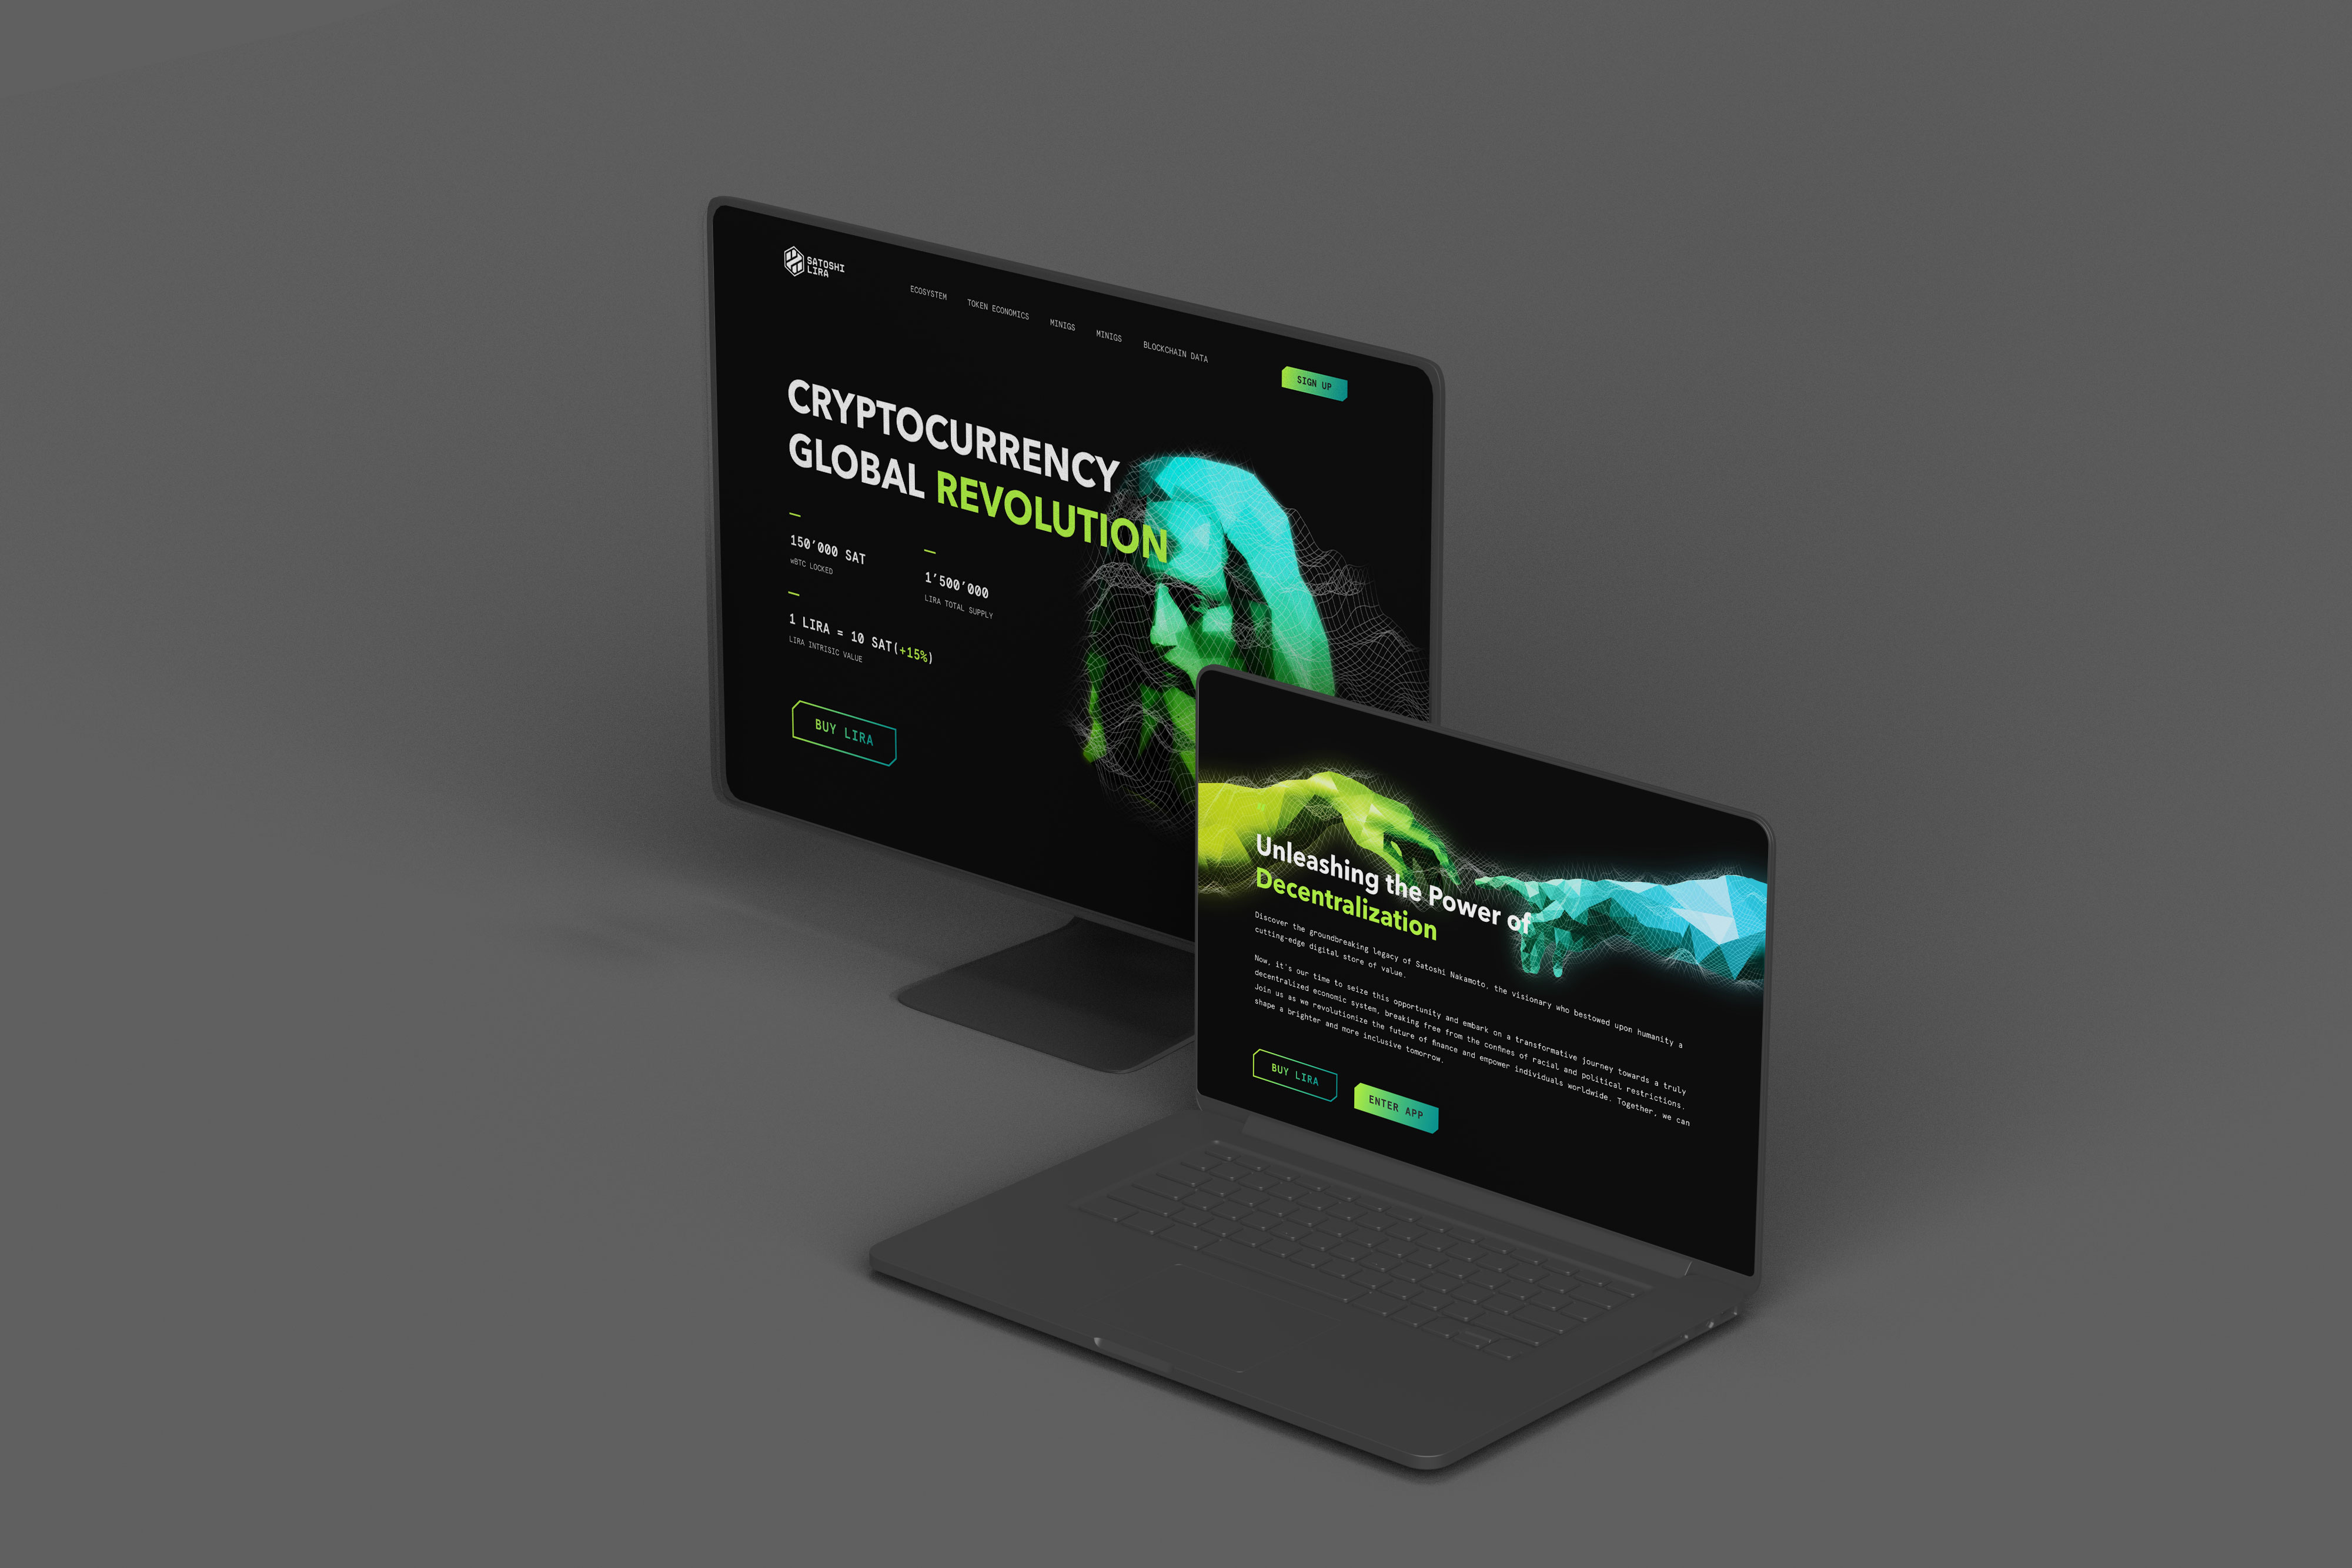 SATOSHI
LIRA
ECOSYSTEM TOKEN ECONOMICS MINIGS MINIGS BLOCKCHAIN DATA
SIGN UP
CRYPTOCURRENCY
GLOBAL REVOLUTION
150’000 SAT
wBTC LOCKED
1’500’000
LIRA TOTAL SUPPLY
1 LIRA = 10 SAT(+15%)
LIRA INTRISIC VALUE
BUY LIRA
Unleashing the Power of
Decentralization
Discover the groundbreaking legacy of Satoshi Nakamoto, the visionary who bestowed upon humanity a
cutting-edge digital store of value.
Now, it's our time to seize this opportunity and embark on a transformative journey towards a truly
decentralized economic system, breaking free from the confines of racial and political restrictions.
Join us as we revolutionize the future of finance and empower individuals worldwide. Together, we can
shape a brighter and more inclusive tomorrow.
BUY LIRA
ENTER APP